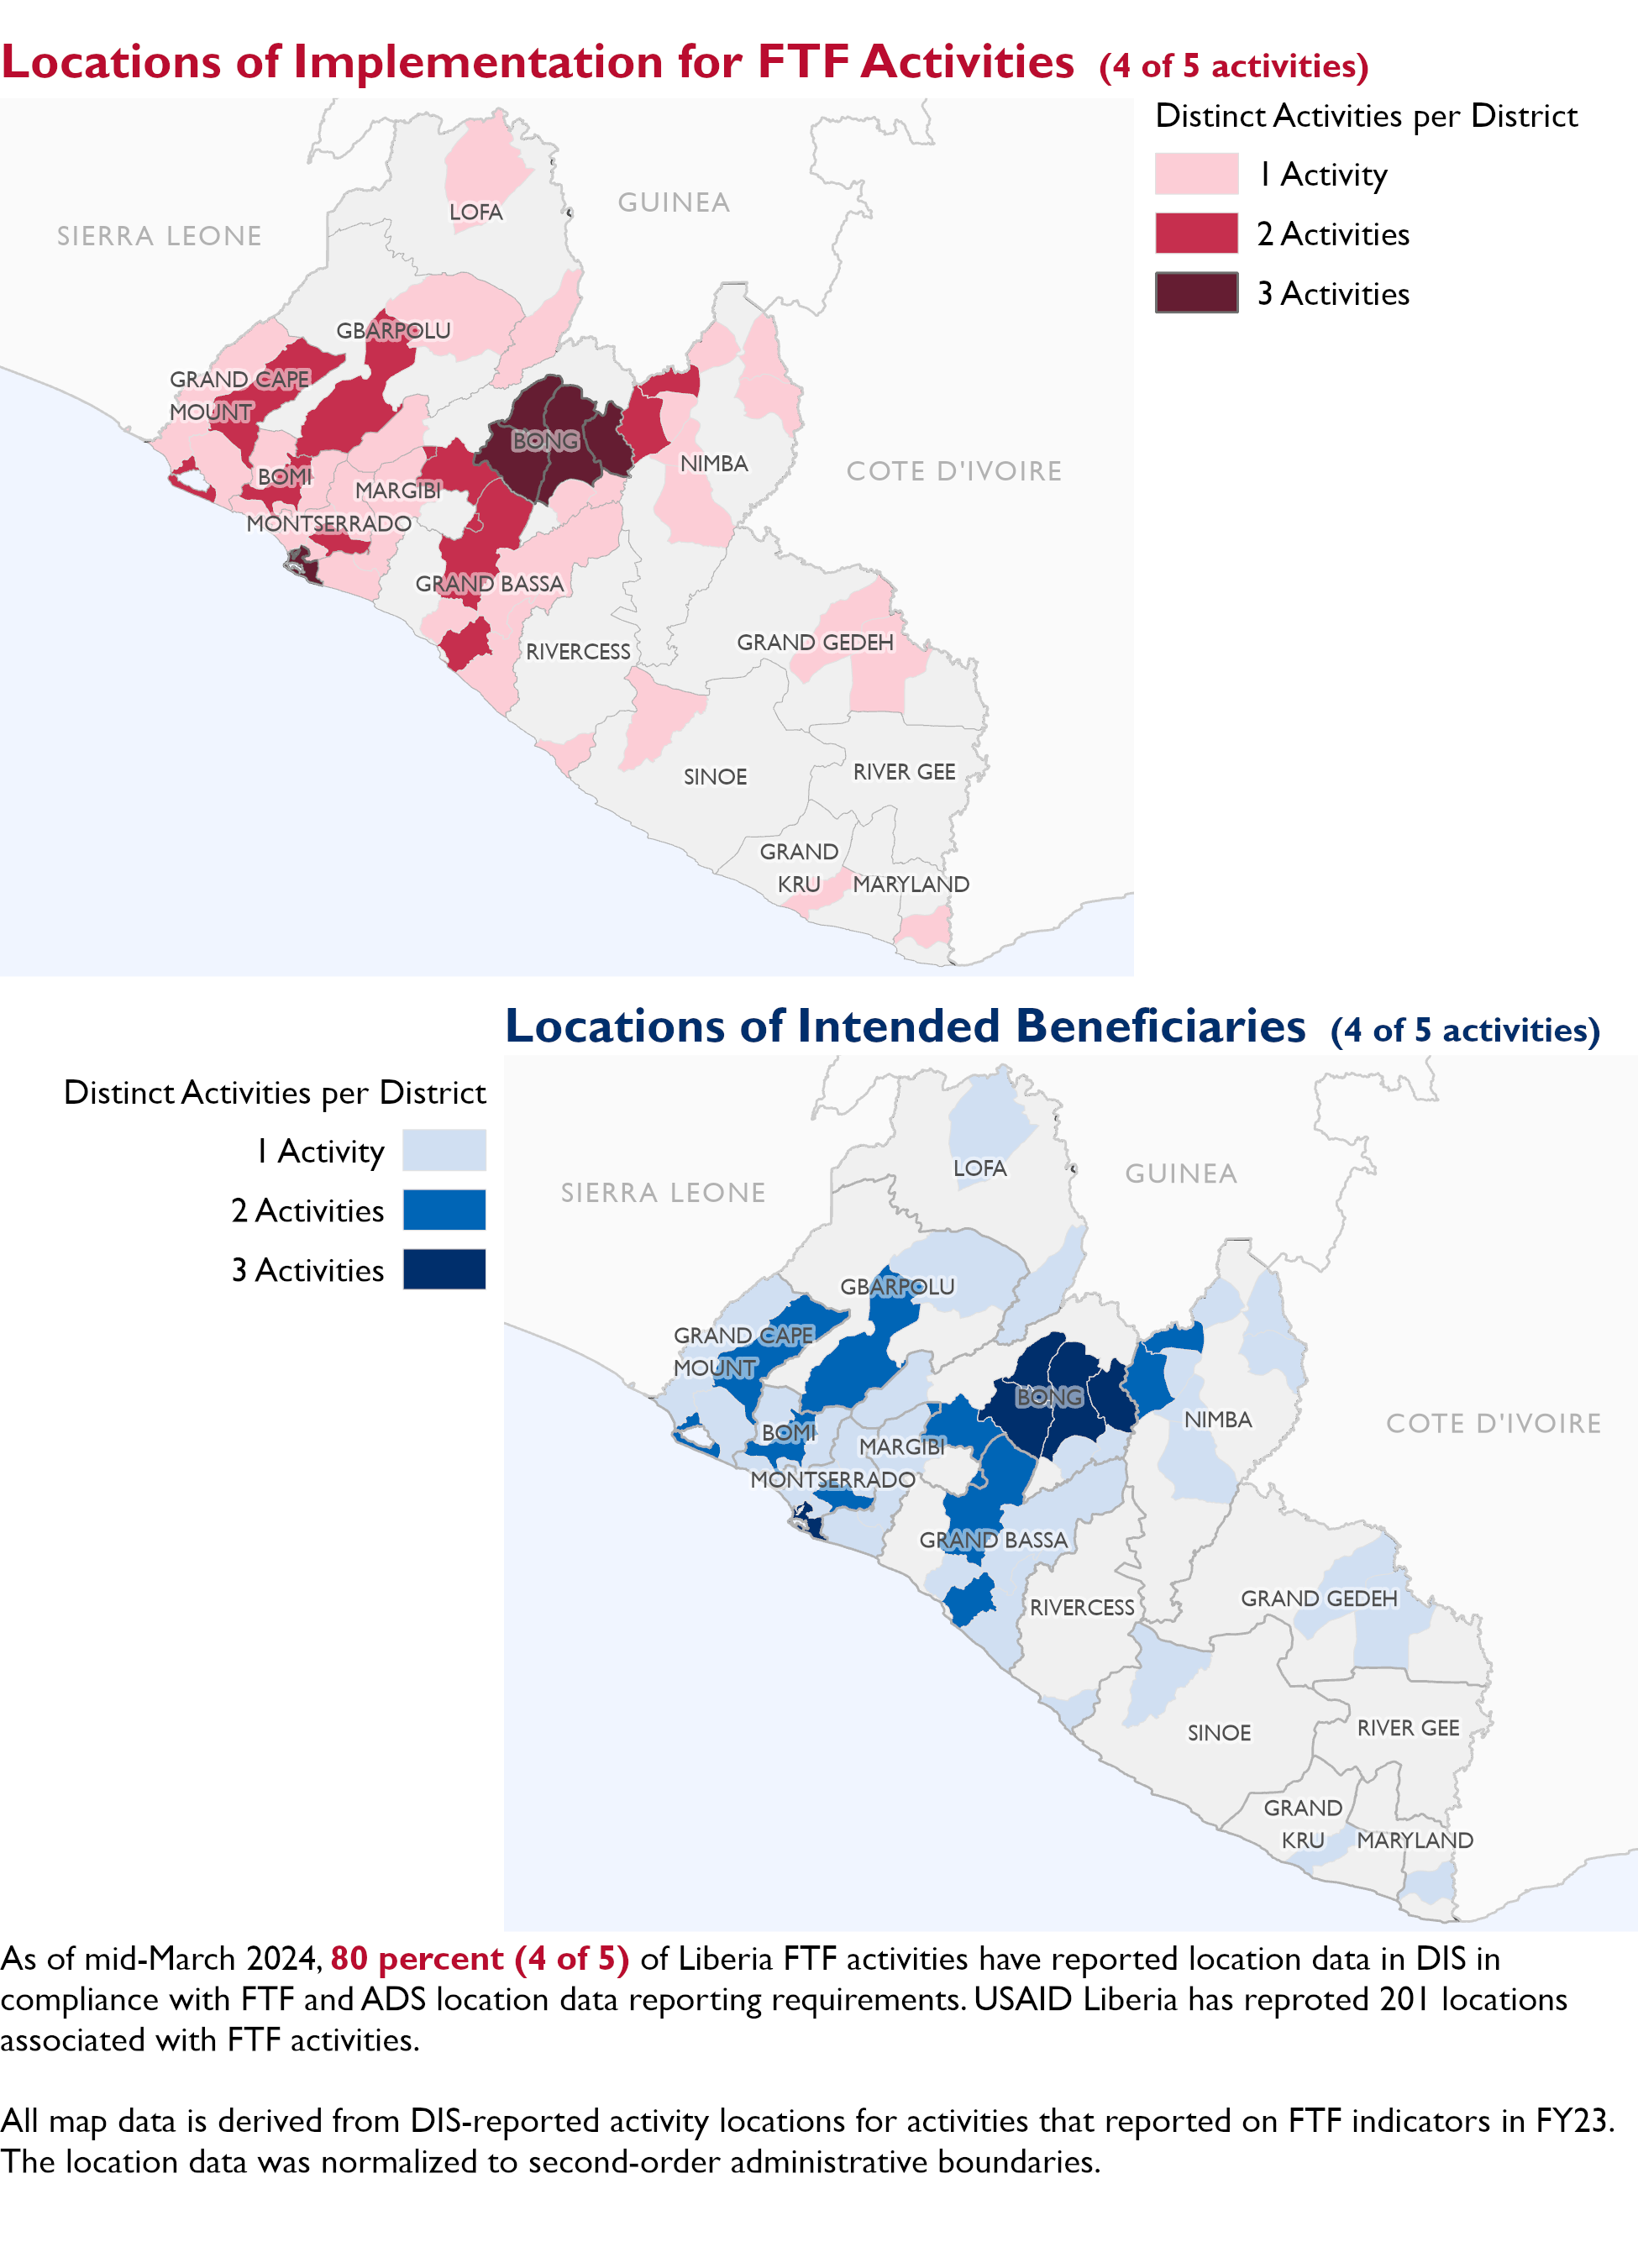 Locations of Implementation for FTF Activities (4 of 5 activities)
Distinct Activities per District
1 Activity
2 Activities
3 Activities
SIERRA LEONE
GUINEA
COTE D'IVOIRE
LOFA
GBARPOLU
GRAND CAPE
MOUNT
BONG
NIMBA
BOMI
MARGIBI
MONTSERRADO
GRAND BASSA
RIVERCESS
GRAND GEDEH
SINOE
RIVER GEE
GRAND
KRU
MARYLAND
Locations of Intended Beneficiaries (4 of 5 activities)
Distinct Activities per District
1 Activity
2 Activities
3 Activities
SIERRA LEONE
GUINEA
COTE D'IVOIRE
LOFA
GBARPOLU
GRAND CAPE
MOUNT
BONG
NIMBA
BOMI
MARGIBI
MONTSERRADO
GRAND BASSA
RIVERCESS
GRAND GEDEH
SINOE
RIVER GEE
GRAND
KRU
MARYLAND
As of mid-March 2024, 80 percent (4 of 5) of Liberia FTF activities have reported location data in DIS in
compliance with FTF and ADS location data reporting requirements. USAID Liberia has reproted 201 locations
associated with FTF activities.
All map data is derived from DIS-reported activity locations for activities that reported on FTF indicators in FY23.
The location data was normalized to second-order administrative boundaries.